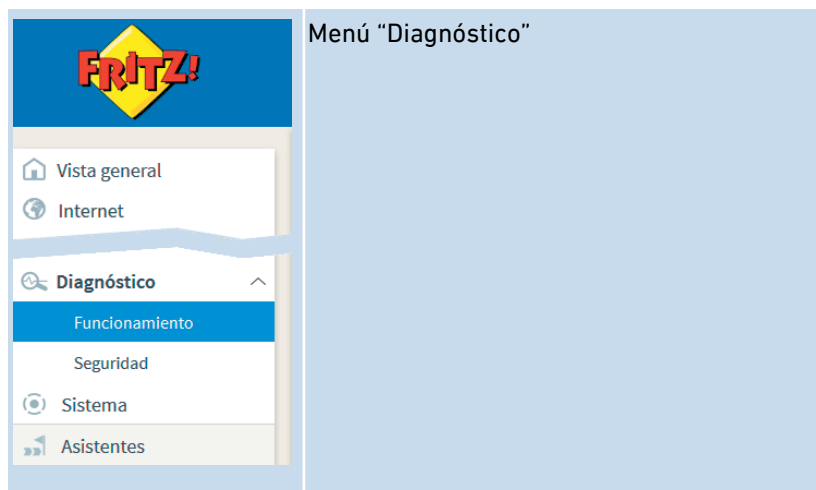 FRITZ!
Menú “Diagnóstico”
Vista general
Internet
Diagnóstico
Funcionamiento
Seguridad
Sistema
Asistentes